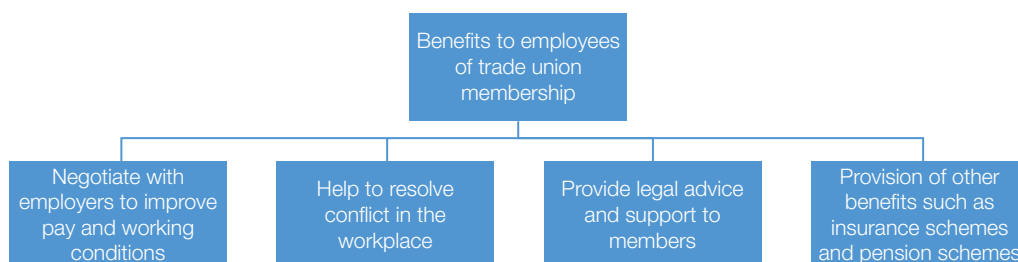 Benefits to employees
of trade union
membership
Negotiate with
employers to improve
pay and working
conditions
Help to resolve
conflict in the
workplace
Provide legal advice
and support to
members
Provision of other
benefits such as
insurance schemes
and pension schemes